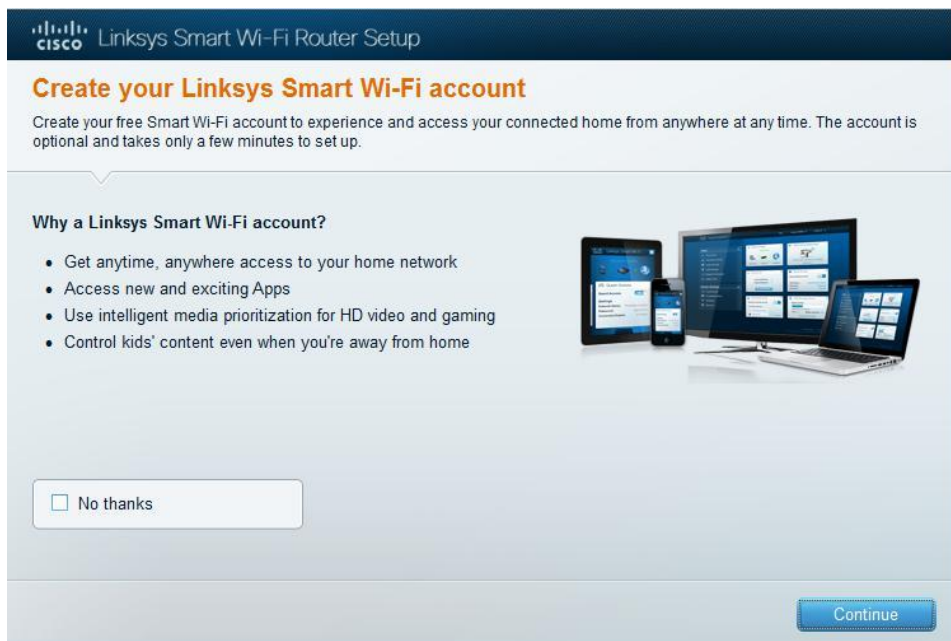 CISCO Linksys Smart Wi-Fi Router Setup
Create your Linksys Smart Wi-Fi account
Create your free Smart Wi-Fi account to experience and access your connected home from anywhere at any time. The account is
optional and takes only a few minutes to set up.
Why a Linksys Smart Wi-Fi account?
• Get anytime, anywhere access to your home network
• Access new and exciting Apps
• Use intelligent media prioritization for HD video and gaming
• Control kids' content even when you're away from home
No thanks
Continue